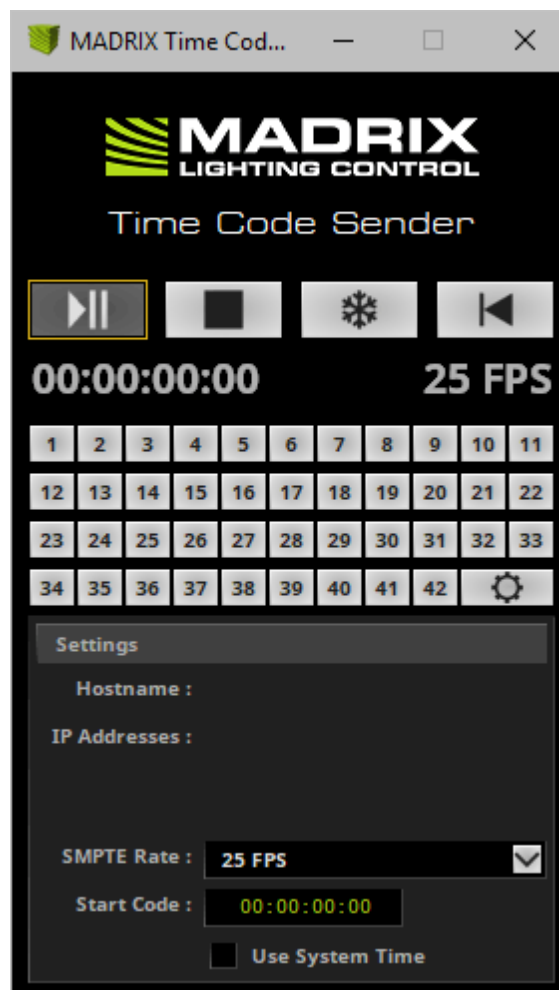 MADRIX Time Cod...
MADRIX
LIGHTING CONTROL
Time Code Sender
00:00:00:00 25 FPS
1 2 3 4 5 6 7 8 9 10 11
12 13 14 15 16 17 18 19 20 21 22
23 24 25 26 27 28 29 30 31 32 33
34 35 36 37 38 39 40 41 42
Settings
Hostname :
IP Addresses :
SMPTE Rate : 25 FPS
Start Code : 00:00:00:00
Use System Time